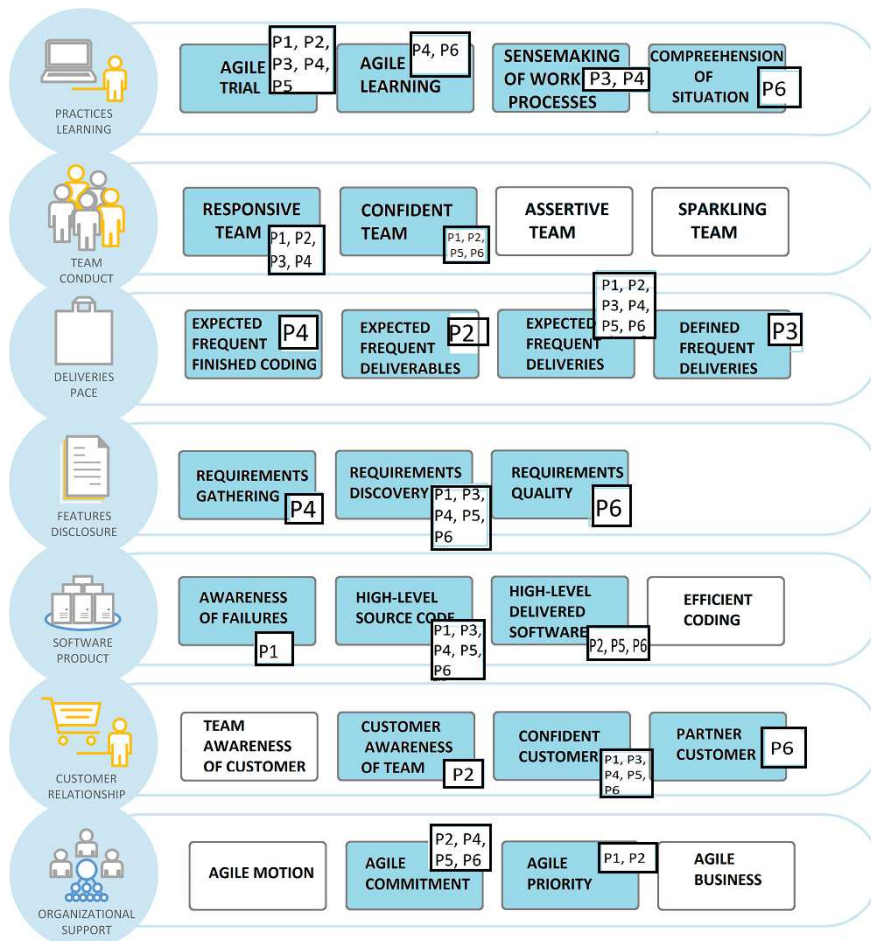 PRACTICES
LEARNING
AGILE
TRIAL
P1, P2,
P3, P4,
P5
AGILE
LEARNING
P4, P6
SENSEMAKING
OF WORK
PROCESSES
P3, P4
COMPREEHENSION
OF
SITUATION
P6
TEAM
CONDUCT
RESPONSIVE
TEAM
P1, P2,
P3, P4
CONFIDENT
TEAM
P1, P2,
P5, P6
ASSERTIVE
TEAM
SPARKLING
TEAM
DELIVERIES
PACE
EXPECTED
FREQUENT
FINISHED CODING
P4
EXPECTED
FREQUENT
DELIVERABLES
P2
EXPECTED
FREQUENT
DELIVERIES
P1, P2,
P3, P4,
P5, P6
DEFINED
FREQUENT
DELIVERIES
P3
FEATURES
DISCLOSURE
REQUIREMENTS
GATHERING
P4
REQUIREMENTS
DISCOVERY
P1, P3,
P4, P5,
P6
REQUIREMENTS
QUALITY
P6
SOFTWARE
PRODUCT
AWARENESS
OF FAILURES
P1
HIGH-LEVEL
SOURCE CODE
P1, P3,
P4, P5,
P6
HIGH-LEVEL
DELIVERED
SOFTWARE
P2, P5, P6
EFFICIENT
CODING
CUSTOMER
RELATIONSHIP
TEAM
AWARENESS
OF CUSTOMER
CUSTOMER
AWARENESS
OF TEAM
P2
CONFIDENT
CUSTOMER
P1, P3,
P4, P5,
P6
PARTNER
CUSTOMER
P6
ORGANIZATIONAL
SUPPORT
AGILE MOTION
AGILE
COMMITMENT
P2, P4,
P5, P6
AGILE
PRIORITY
P1, P2
AGILE
BUSINESS